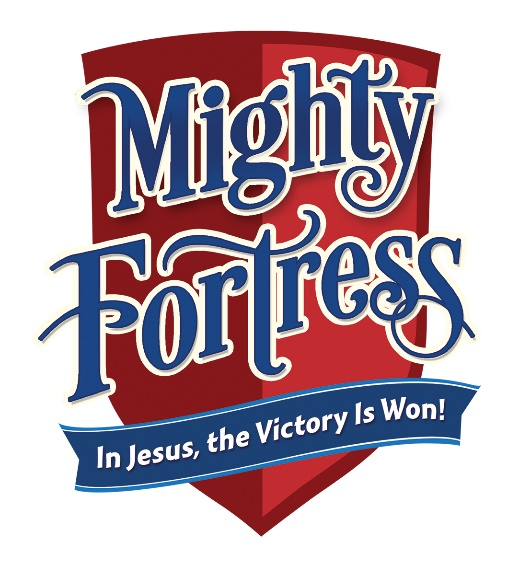 Mighty
Fortress
In Jesus, the Victory Is Won!